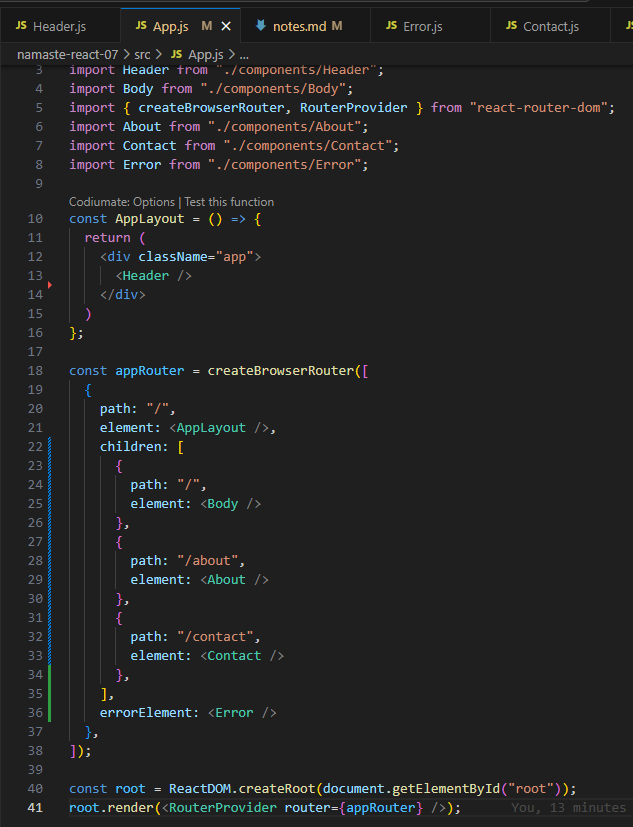 JS Header.js
JS App.js M ✕
notes.md M
JS Error.js
JS Contact.js
JS
namaste-react-07 > src > JS App.js > ...
3 import Header from "./components/Header";
4 import Body from "./components/Body";
5 import { createBrowserRouter, RouterProvider } from "react-router-dom";
6 import About from "./components/About";
7 import Contact from "./components/Contact";
8 import Error from "./components/Error";
9
Codiumate: Options | Test this function
10 const AppLayout = () => {
11   return (
12     <div className="app">
13       <Header />
14     </div>
15   )
16 };
17
18 const appRouter = createBrowserRouter([
19   {
20     path: "/",
21     element: <AppLayout />,
22     children: [
23       {
24         path: "/",
25         element: <Body />
26       },
27       {
28         path: "/about",
29         element: <About />
30       },
31       {
32         path: "/contact",
33         element: <Contact />
34       },
35     ],
36     errorElement: <Error />
37   },
38 ]);
39
40 const root = ReactDOM.createRoot(document.getElementById("root"));
41 root.render(<RouterProvider router={appRouter} />); You, 13 minutes